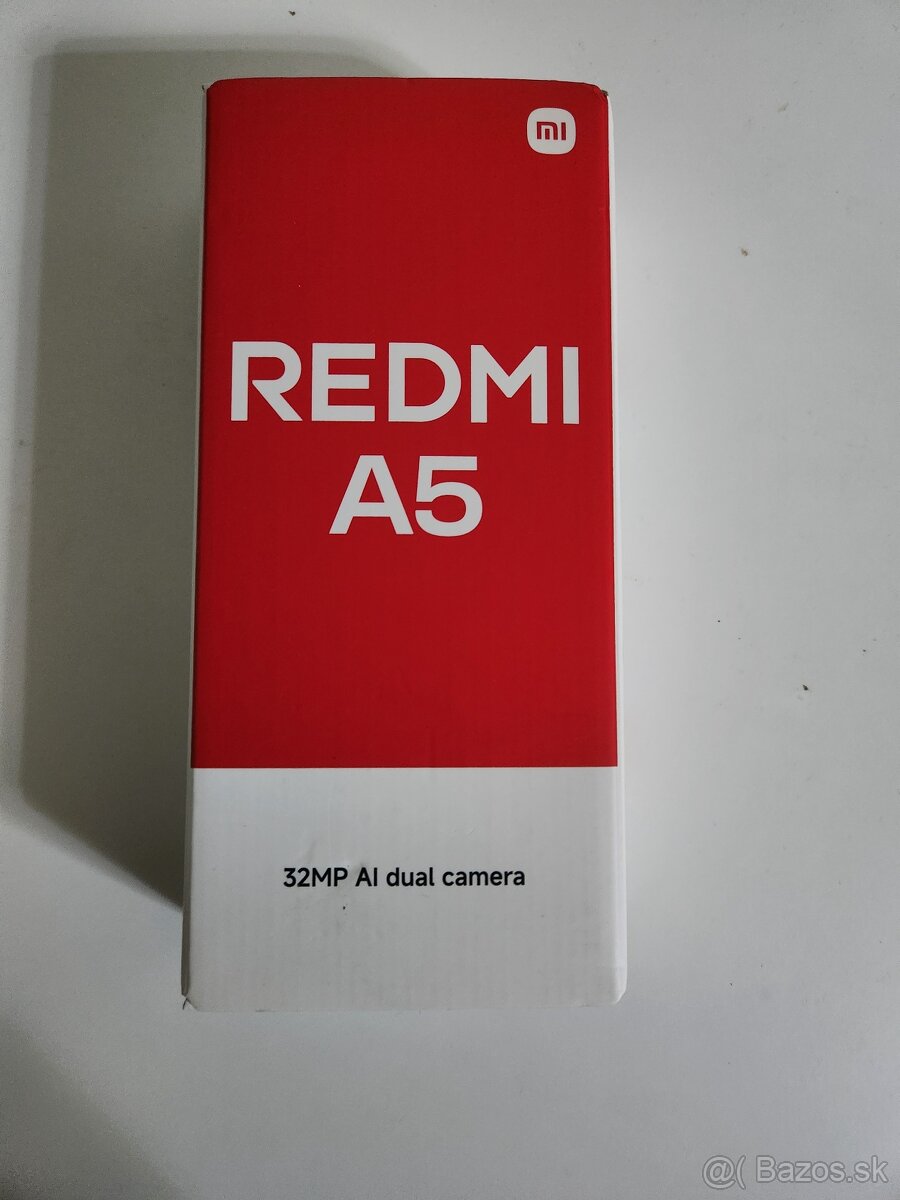 mi
REDMI
A5
32MP AI dual camera
@( Bazos.sk